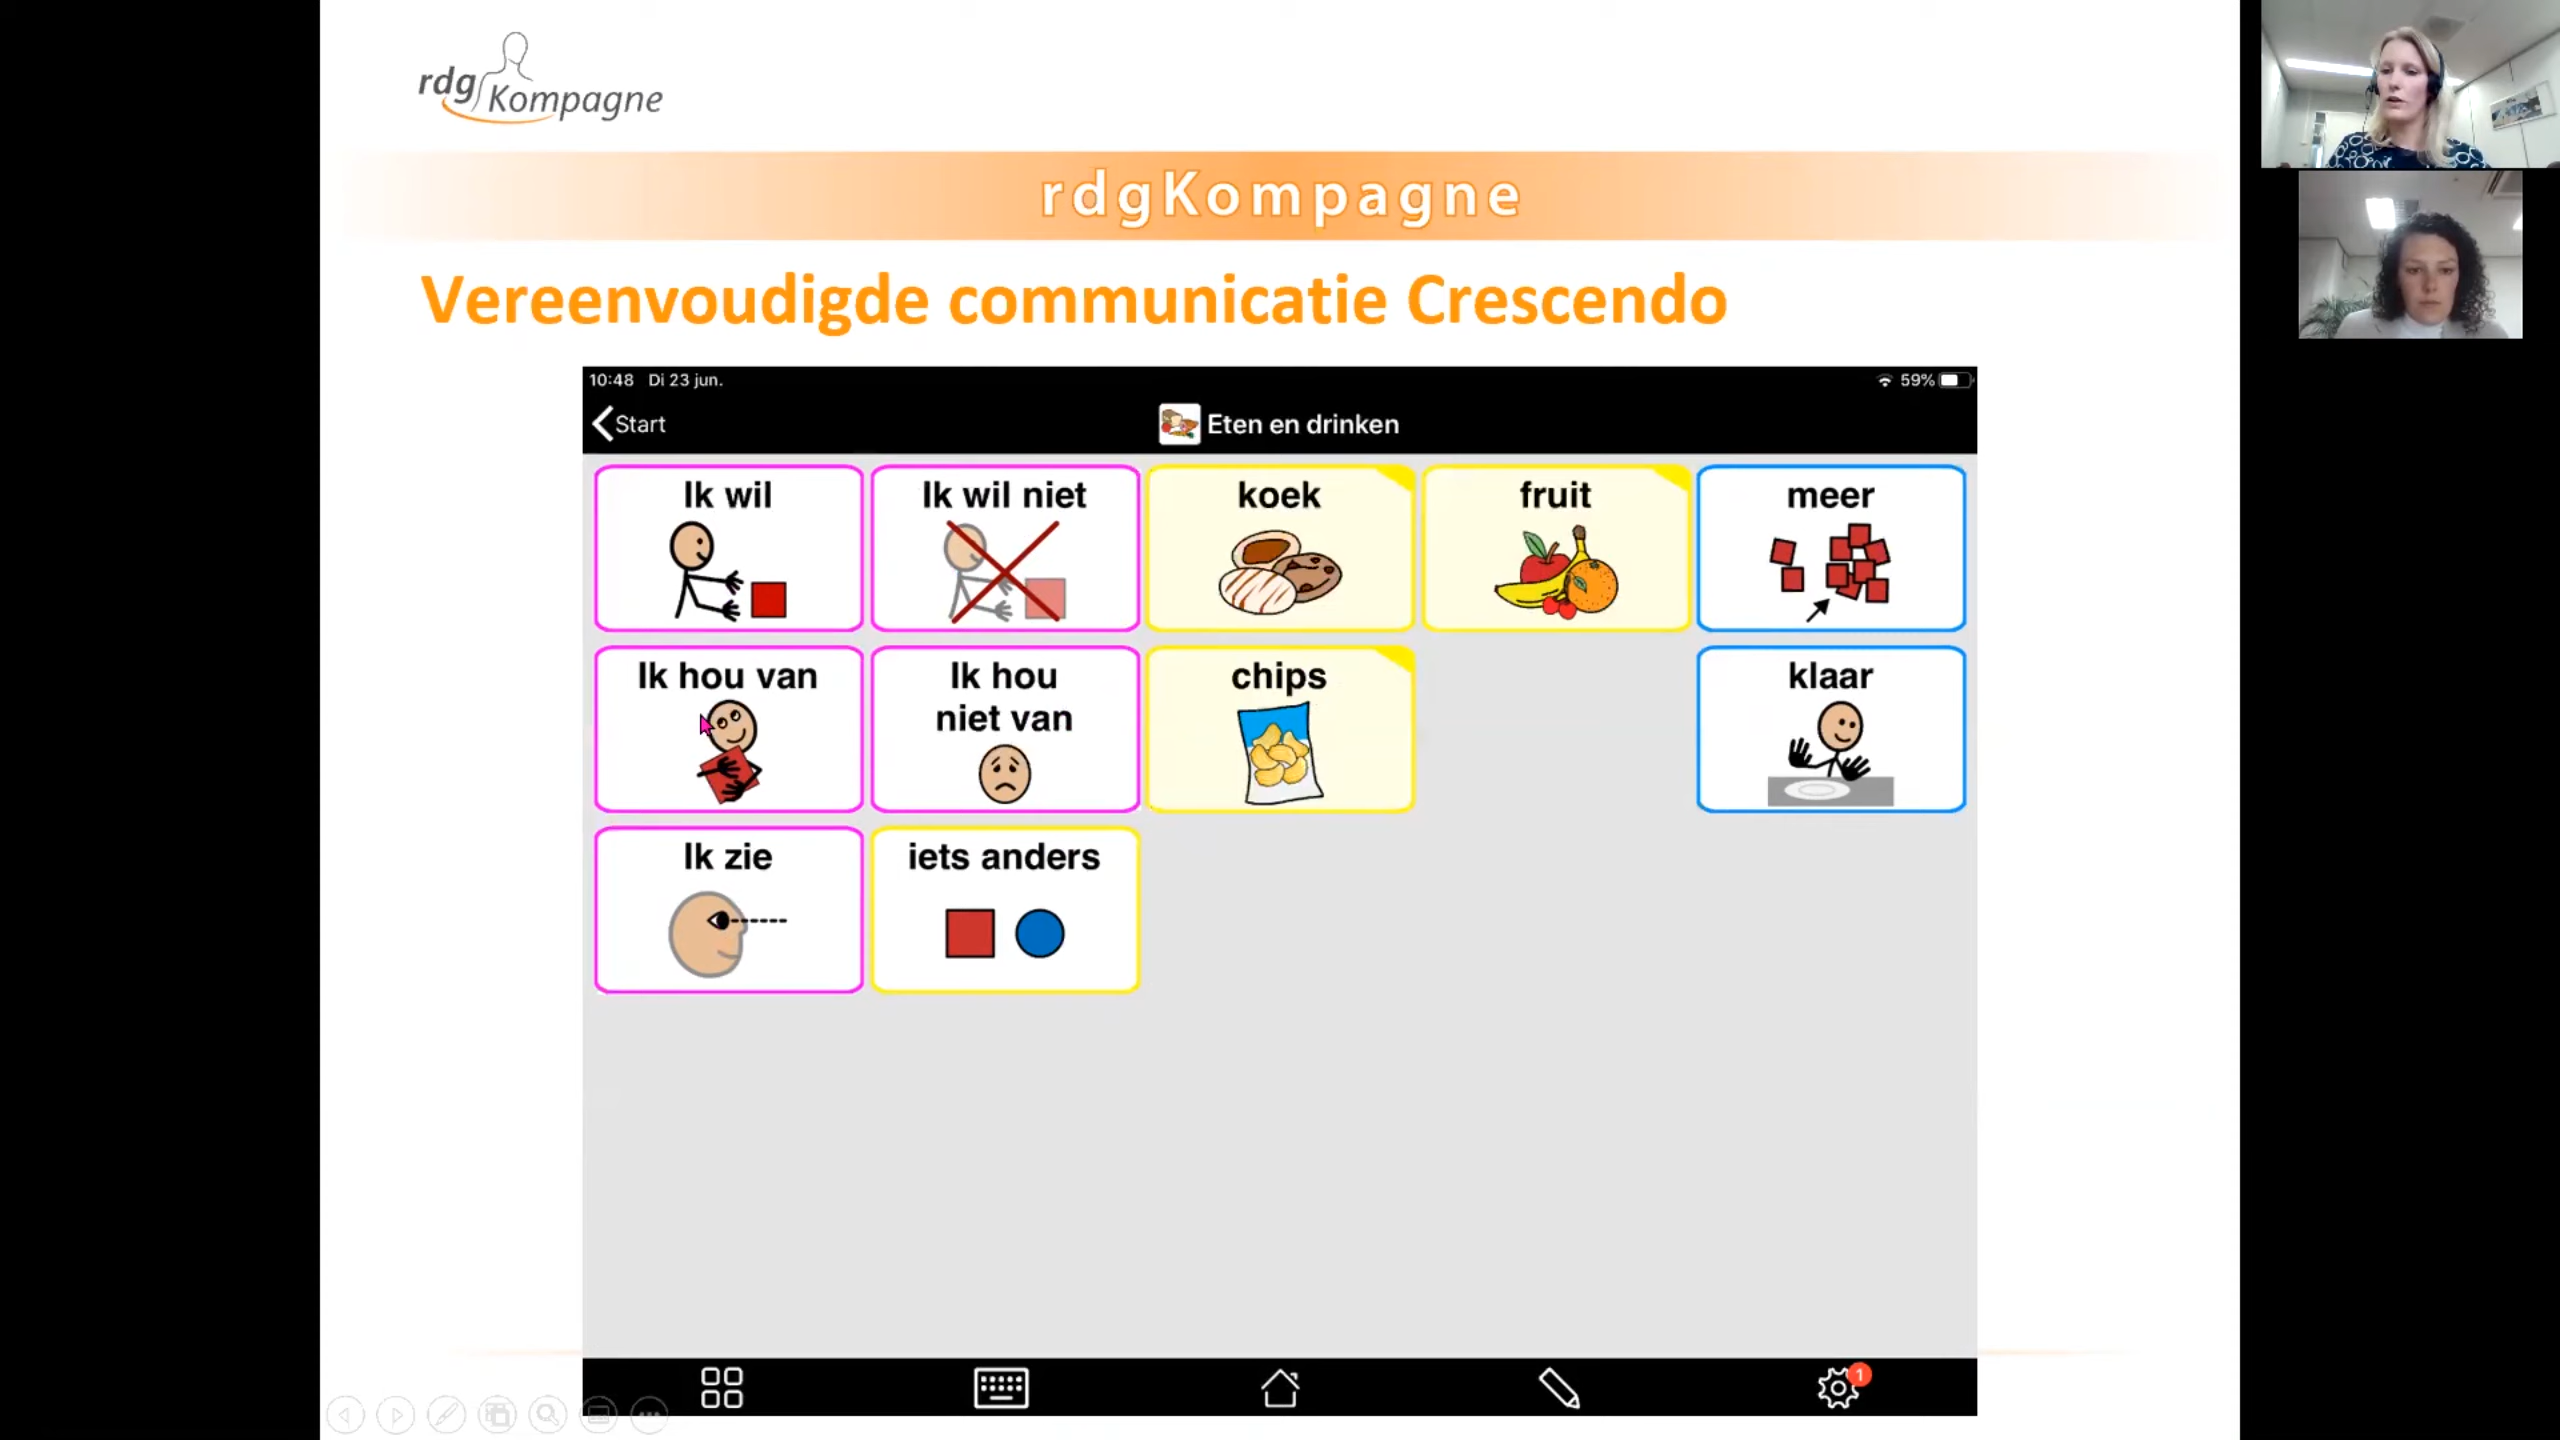 rdg Kompagne
rdgKompagne
Vereenvoudigde communicatie Crescendo
10:48 Di 23 jun. 59%
Start
Eten en drinken
Ik wil
Ik wil niet
koek
fruit
meer
Ik hou van
Ik hou
niet van
chips
klaar
Ik zie
iets anders
1